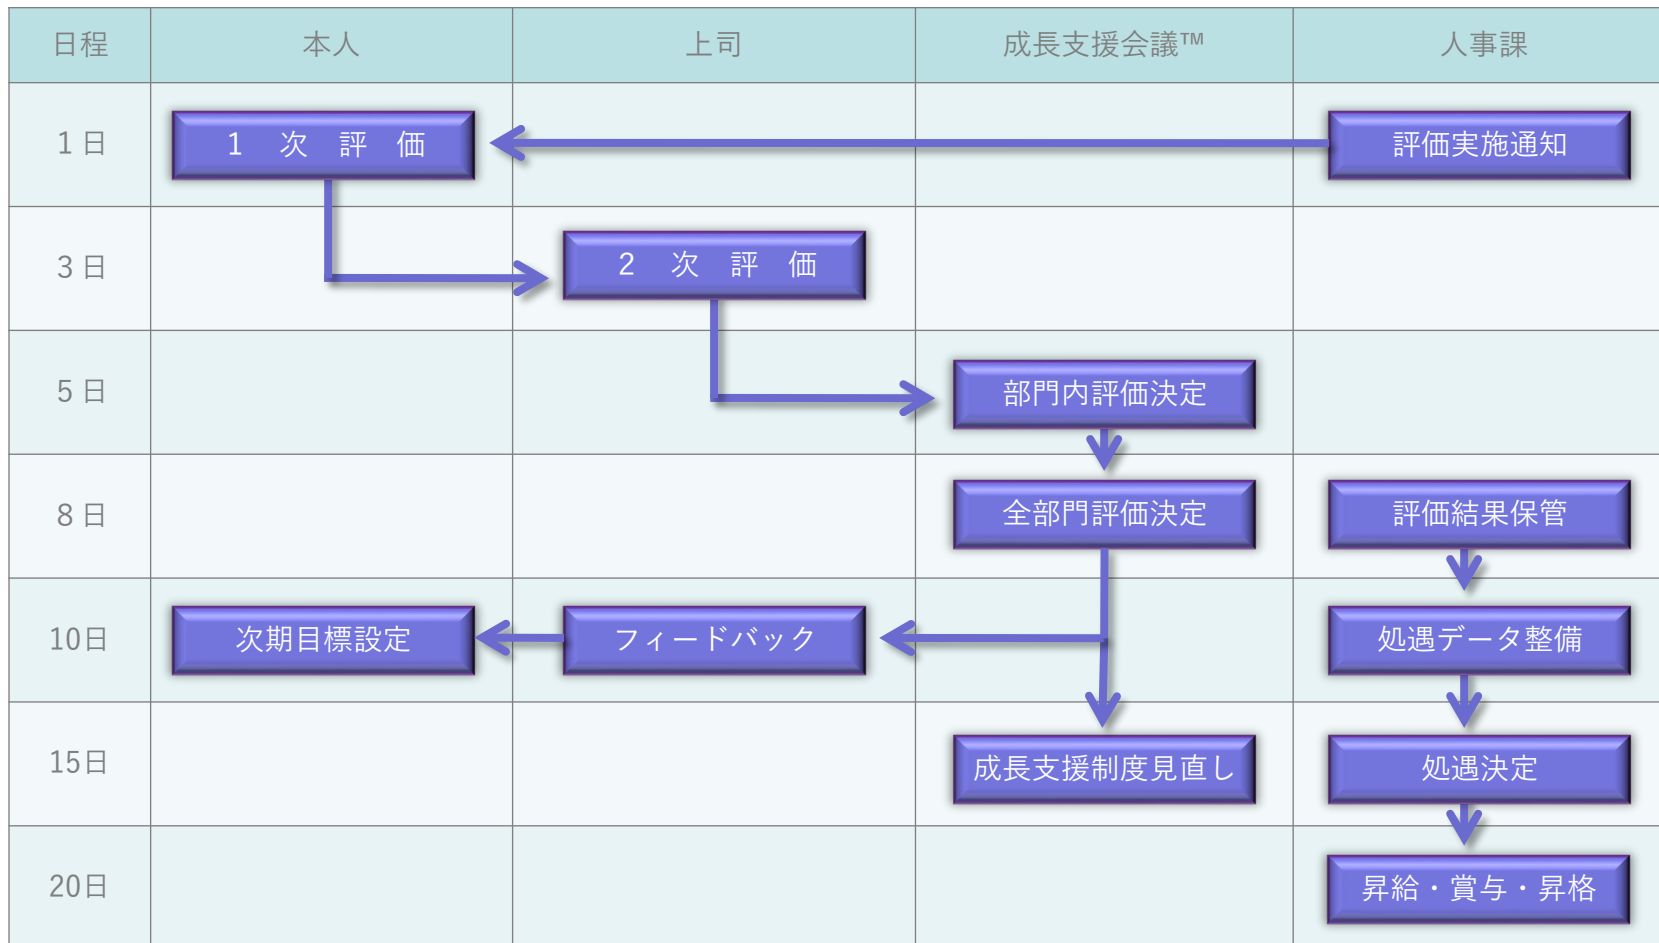 日程 本人 上司 成長支援会議™ 人事課
1日 1 次 評 価 評価実施通知
3日 2 次 評 価
5日 部門内評価決定
8日 全部門評価決定 評価結果保管
10日 次期目標設定 フィードバック 処遇データ整備
15日 成長支援制度見直し 処遇決定
20日 昇給・賞与・昇格